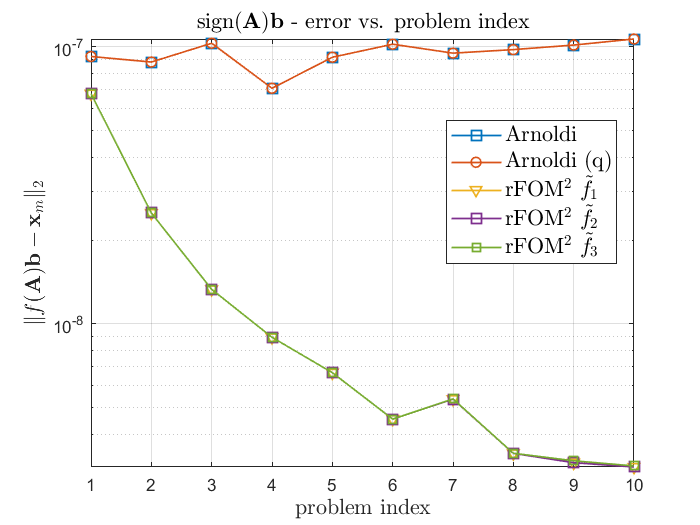 sign(A)b - error vs. problem index
10⁻⁷
10⁻⁸
‖f(A)b − xₘ‖₂
Arnoldi
Arnoldi (q)
rFOM² f̃₁
rFOM² f̃₂
rFOM² f̃₃
1 2 3 4 5 6 7 8 9 10
problem index